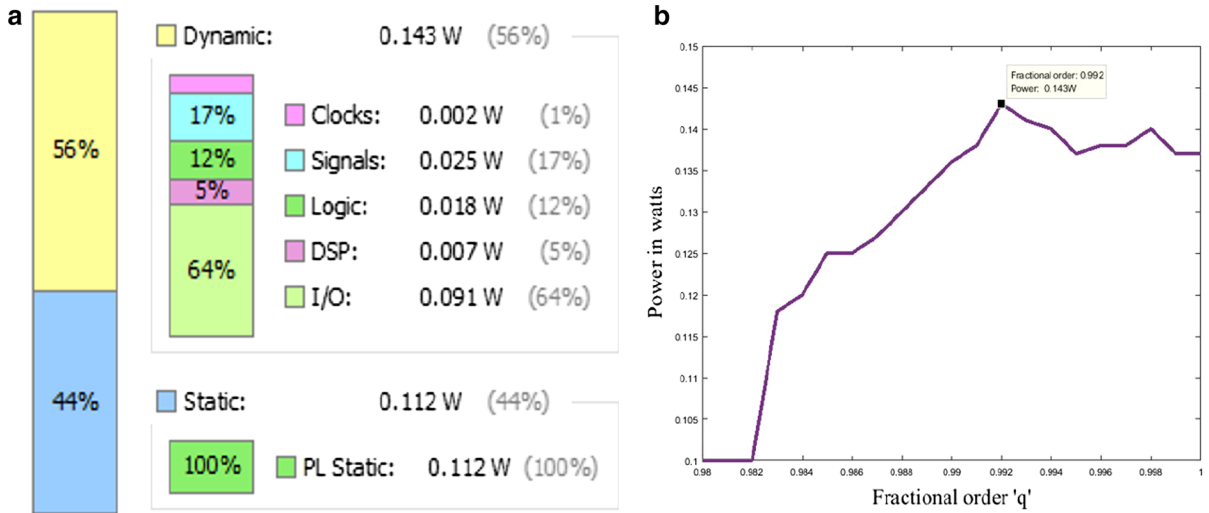 a
56%
44%
Dynamic: 0.143 W (56%)
17%
12%
5%
64%
Clocks: 0.002 W (1%)
Signals: 0.025 W (17%)
Logic: 0.018 W (12%)
DSP: 0.007 W (5%)
I/O: 0.091 W (64%)
Static: 0.112 W (44%)
100%
PL Static: 0.112 W (100%)
b
Power in watts
0.15
0.145
0.14
0.135
0.13
0.125
0.12
0.115
0.11
0.105
0.1
Fractional order: 0.992
Power: 0.143W
0.98 0.982 0.984 0.986 0.988 0.99 0.992 0.994 0.996 0.998 1
Fractional order 'q'